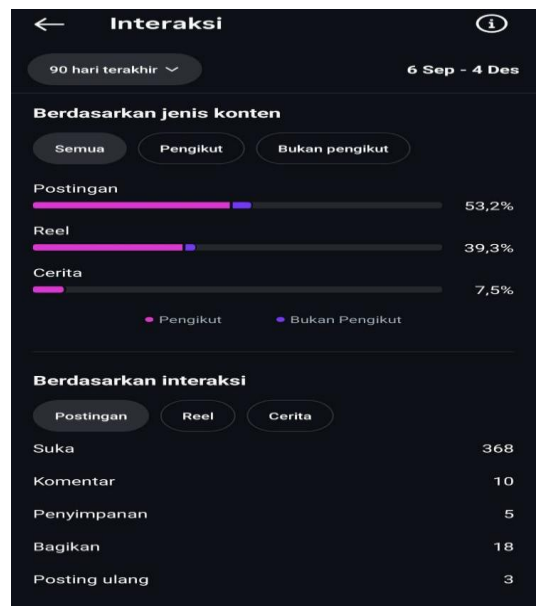 Interaksi
90 hari terakhir
6 Sep - 4 Des
Berdasarkan jenis konten
Semua Pengikut Bukan pengikut
Postingan
53,2%
Reel
39,3%
Cerita
7,5%
Pengikut Bukan Pengikut
Berdasarkan interaksi
Postingan Reel Cerita
Suka 368
Komentar 10
Penyimpanan 5
Bagikan 18
Posting ulang 3